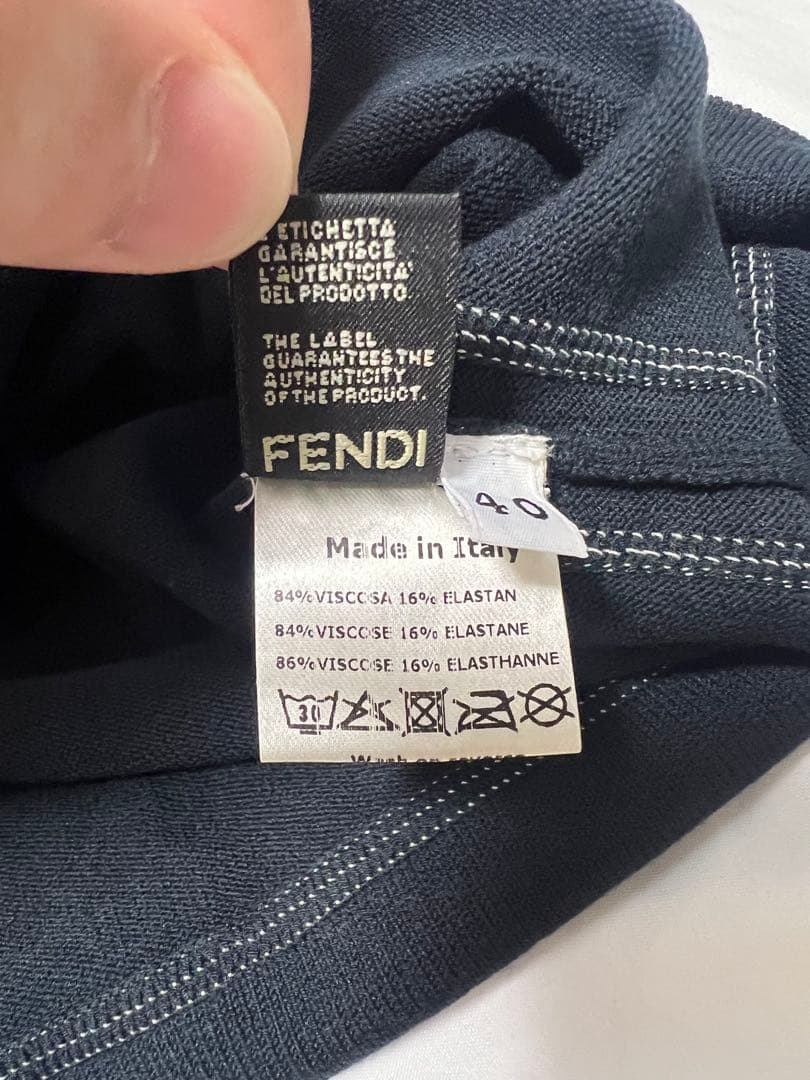 L'ETICHETTA
GARANTISCE
L'AUTENTICITA'
DEL PRODOTTO.
THE LABEL
GUARANTEES THE
AUTHENTICITY
OF THE PRODUCT.
FENDI
40
Made in Italy
84% VISCOSA 16% ELASTAN
84% VISCOSE 16% ELASTANE
86% VISCOSE 16% ELASTHANNE
30
Wash